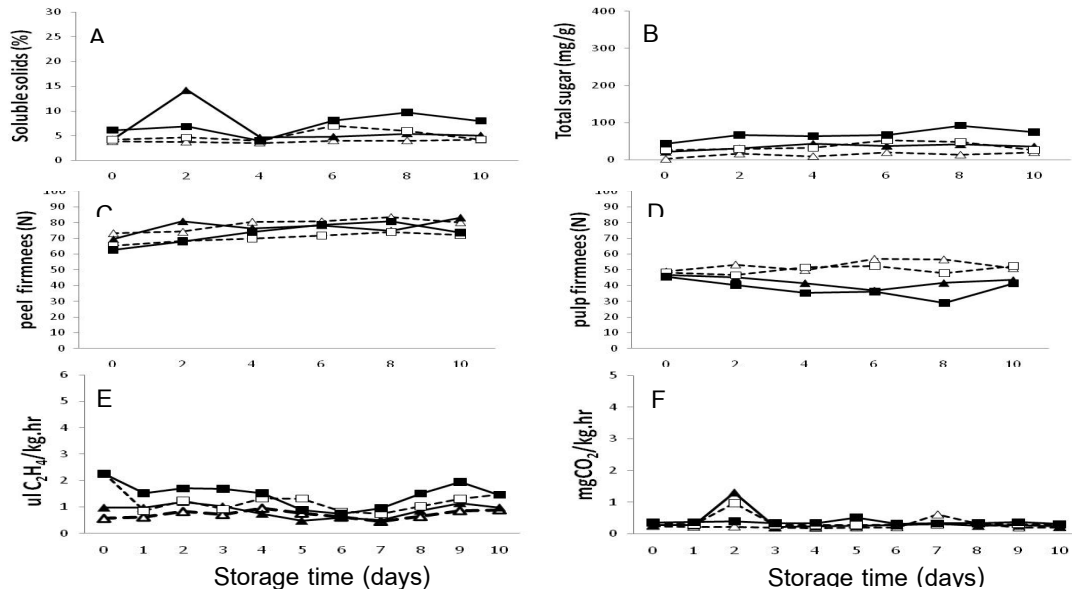 A
Soluble solids (%)
30
25
20
15
10
5
0
0 2 4 6 8 10
B
Total sugar (mg/g)
400
300
200
100
0
0 2 4 6 8 10
C
peel firmnees (N)
100
90
80
70
60
50
40
30
20
10
0
0 2 4 6 8 10
D
pulp firmnees (N)
100
90
80
70
60
50
40
30
20
10
0
0 2 4 6 8 10
E
ul C₂H₄/kg.hr
6
5
4
3
2
1
0
0 1 2 3 4 5 6 7 8 9 10
Storage time (days)
F
mgCO₂/kg.hr
5
4
3
2
1
0
0 1 2 3 4 5 6 7 8 9 10
Storage time (days)